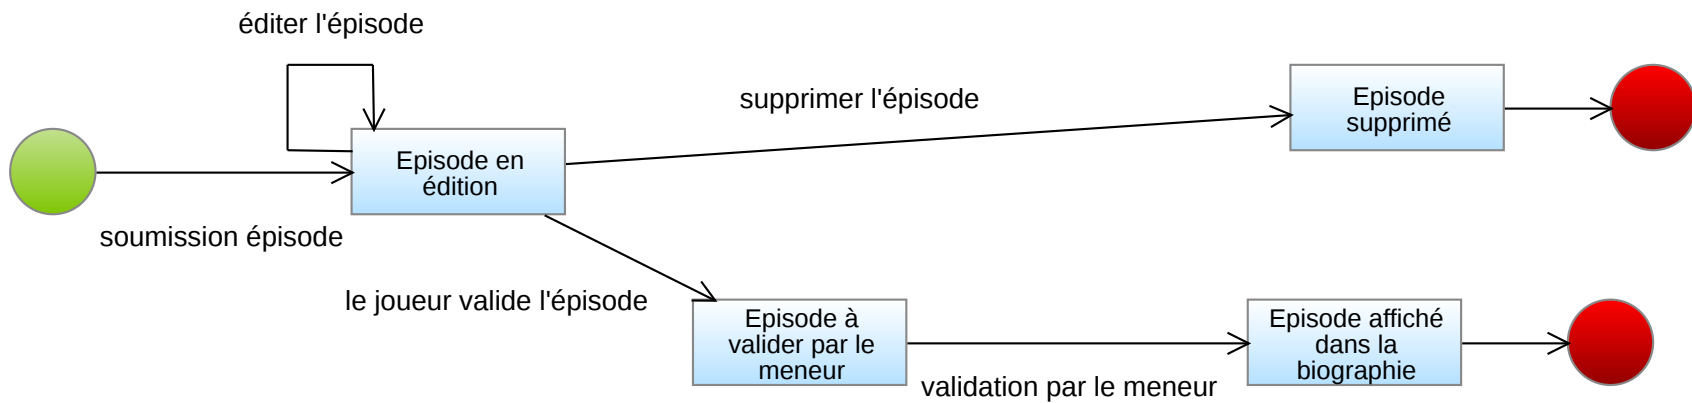 éditer l'épisode
supprimer l'épisode
Episode
supprimé
Episode en
édition
soumission épisode
le joueur valide l'épisode
Episode à
valider par le
meneur
validation par le meneur
Episode affiché
dans la
biographie